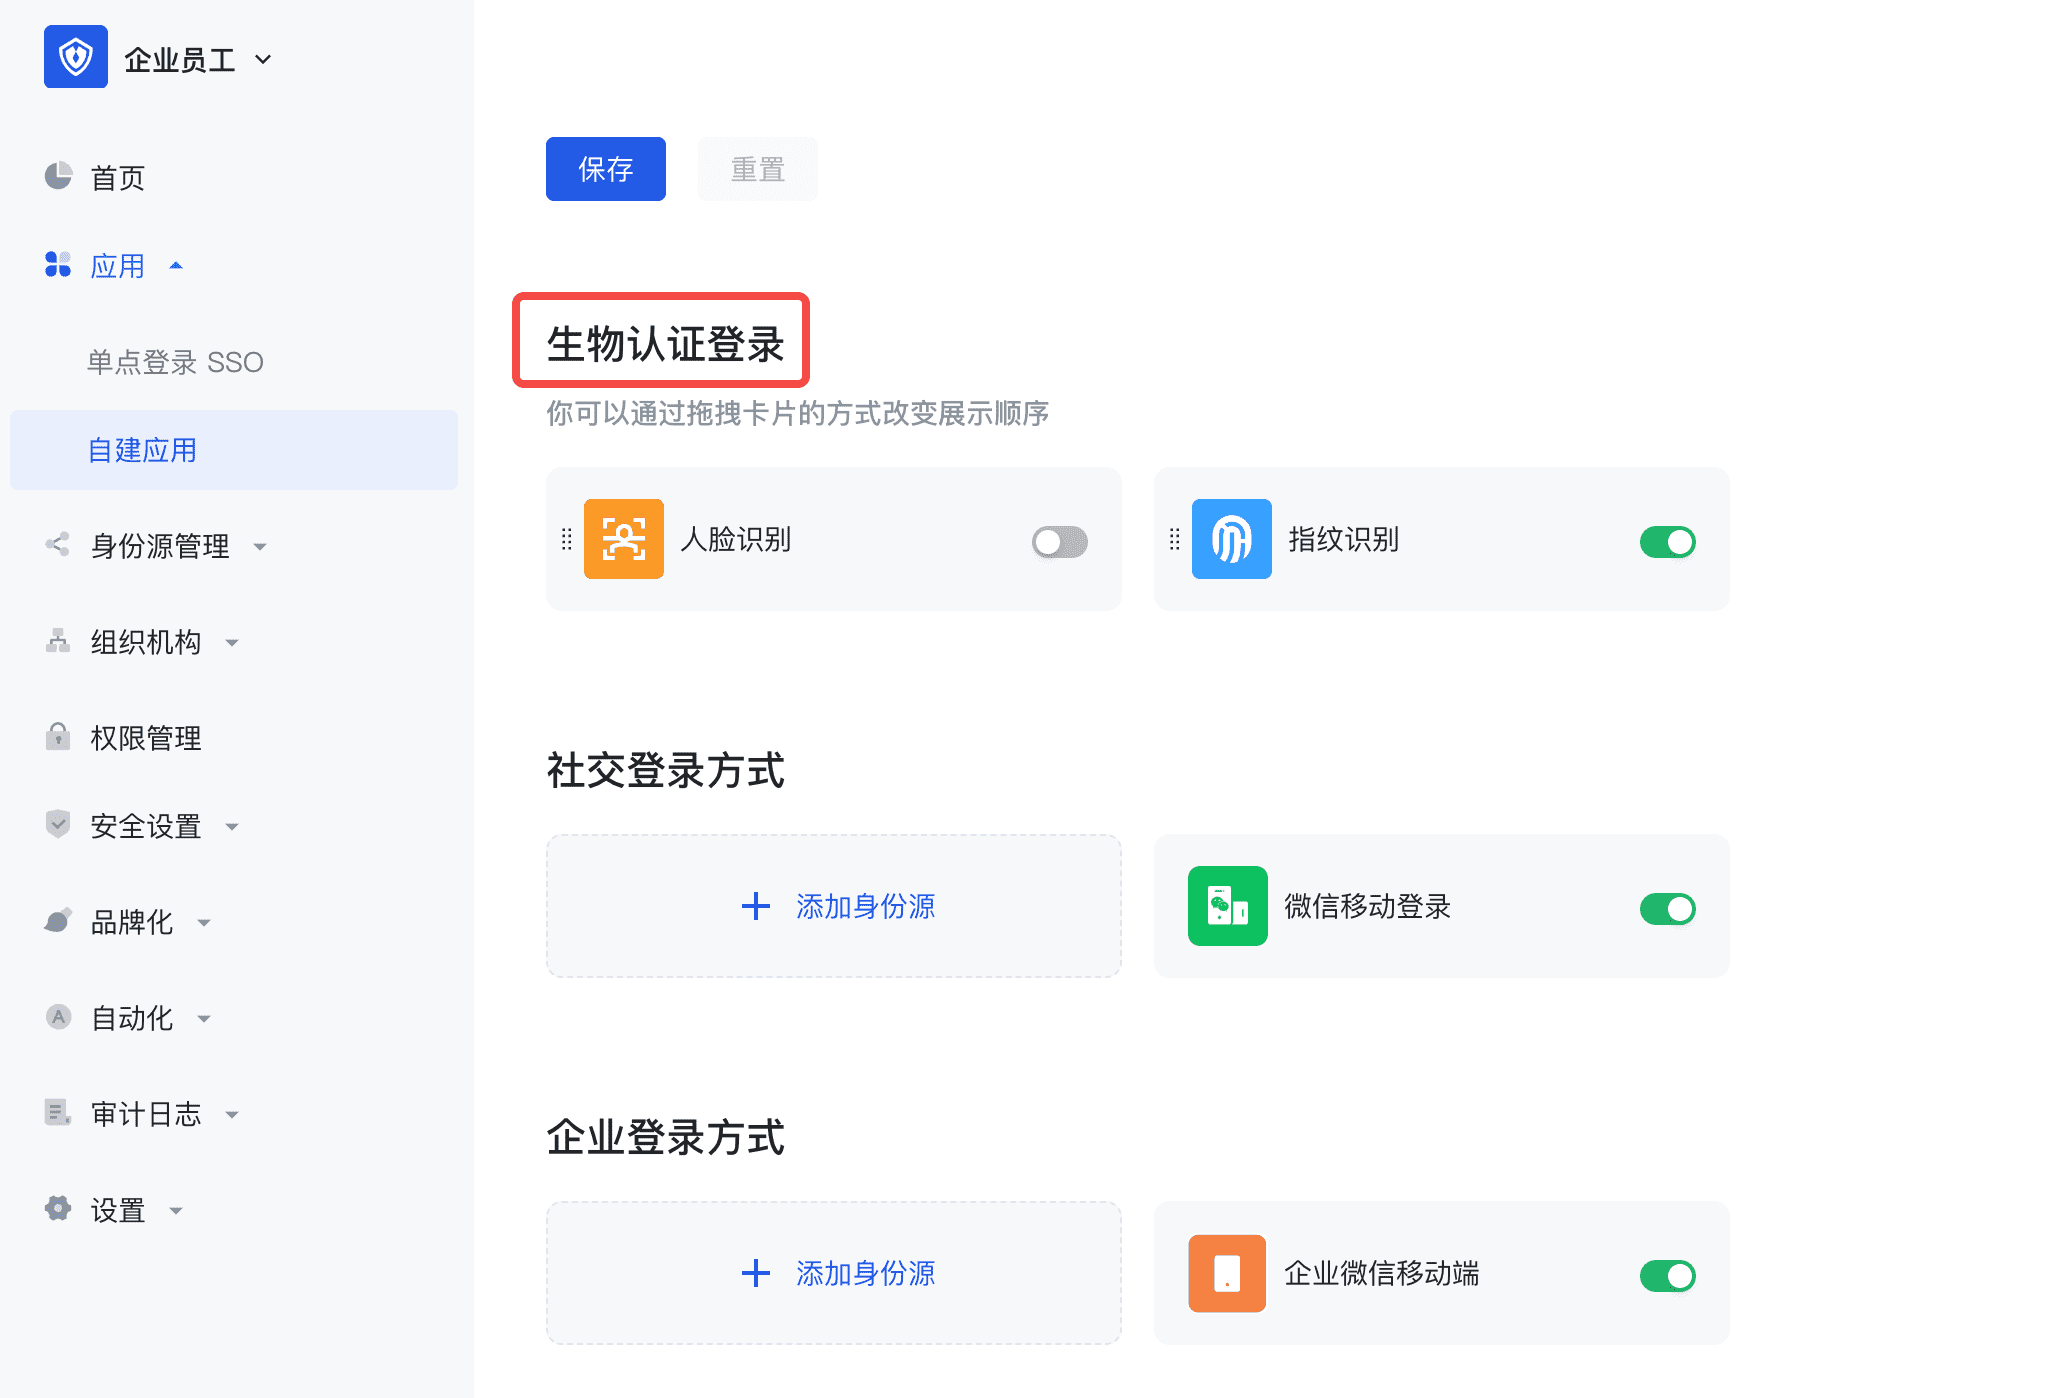 企业员工
首页
应用
单点登录 SSO
自建应用
身份源管理
组织机构
权限管理
安全设置
品牌化
自动化
审计日志
设置
保存
重置
生物认证登录
你可以通过拖拽卡片的方式改变展示顺序
人脸识别
指纹识别
社交登录方式
添加身份源
微信移动登录
企业登录方式
添加身份源
企业微信移动端